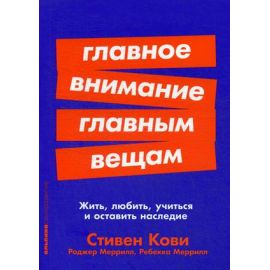 главное
внимание
главным
вещам
Жить, любить, учиться
и оставить наследие
Стивен Кови
Роджер Меррилл, Ребекка Меррилл